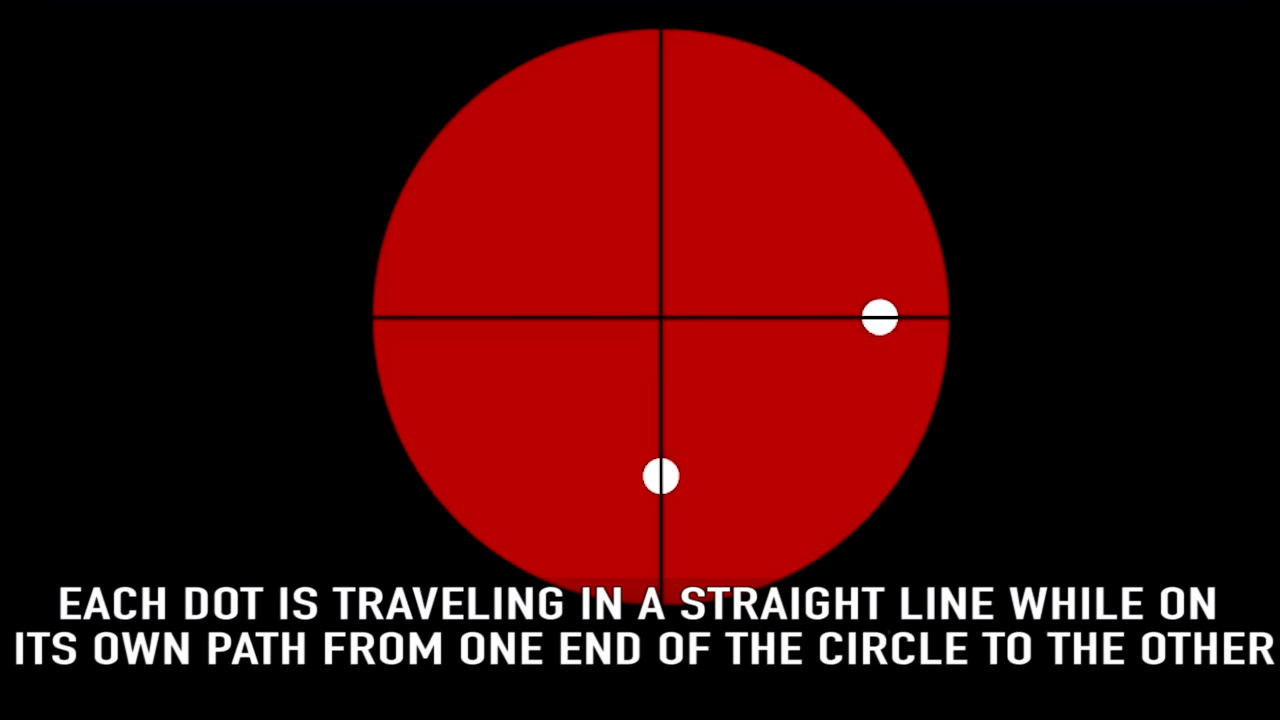 EACH DOT IS TRAVELING IN A STRAIGHT LINE WHILE ON
ITS OWN PATH FROM ONE END OF THE CIRCLE TO THE OTHER